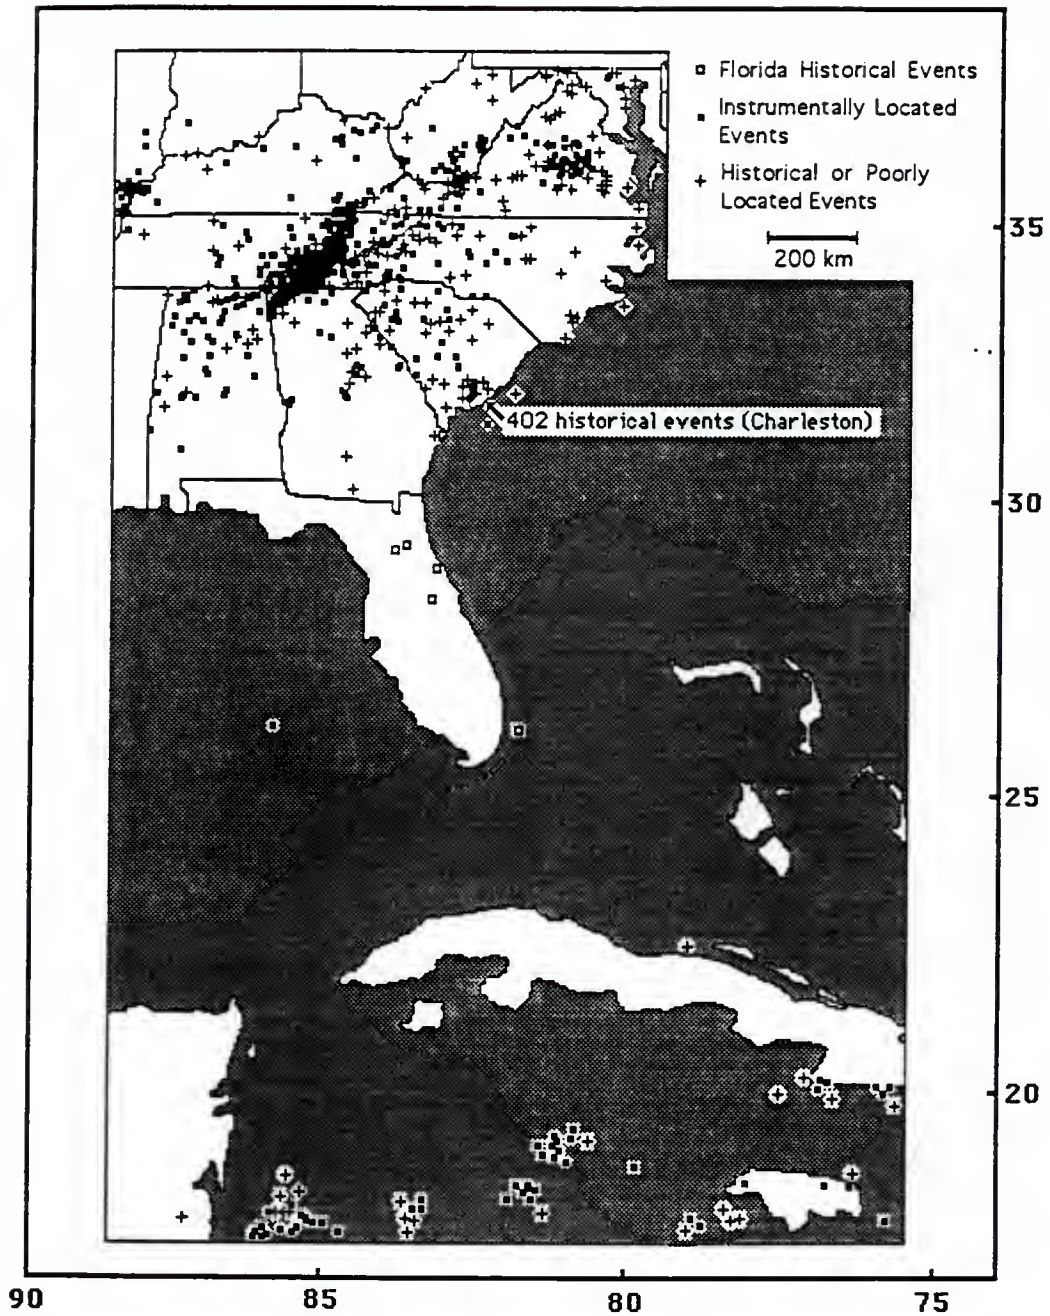 Florida Historical Events
Instrumentally Located
Events
Historical or Poorly
Located Events
200 km
35
402 historical events (Charleston)
30
25
20
90
85
80
75